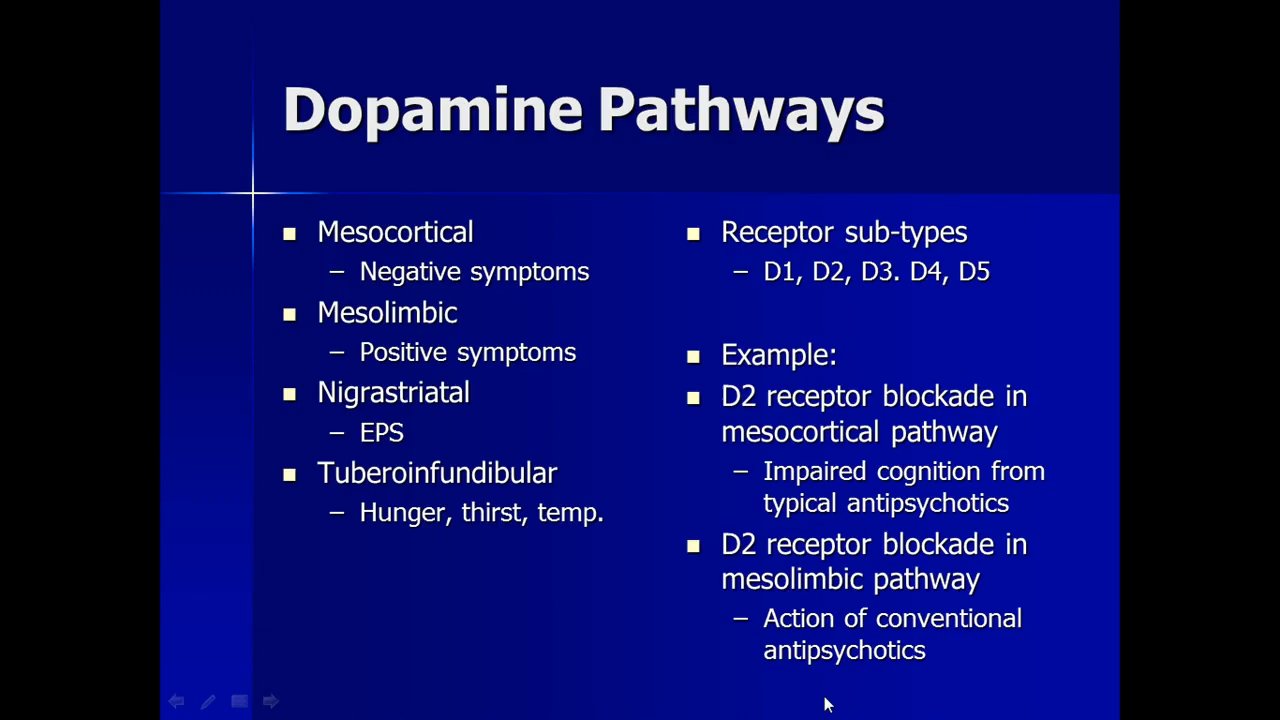 Dopamine Pathways
Mesocortical
– Negative symptoms
Mesolimbic
– Positive symptoms
Nigrastriatal
– EPS
Tuberoinfundibular
– Hunger, thirst, temp.
Receptor sub-types
– D1, D2, D3. D4, D5
Example:
D2 receptor blockade in
mesocortical pathway
– Impaired cognition from
typical antipsychotics
D2 receptor blockade in
mesolimbic pathway
– Action of conventional
antipsychotics